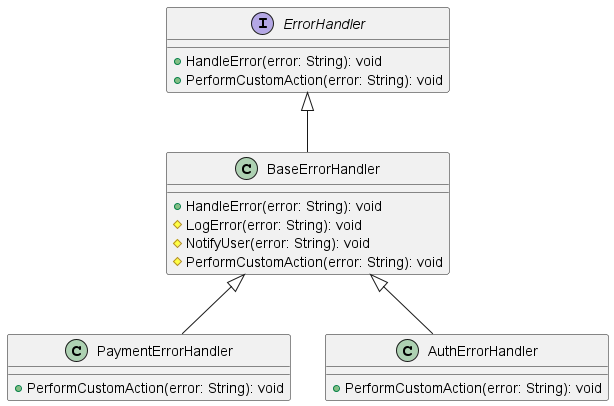 I ErrorHandler
HandleError(error: String): void
PerformCustomAction(error: String): void
C BaseErrorHandler
HandleError(error: String): void
LogError(error: String): void
NotifyUser(error: String): void
PerformCustomAction(error: String): void
C PaymentErrorHandler
PerformCustomAction(error: String): void
C AuthErrorHandler
PerformCustomAction(error: String): void